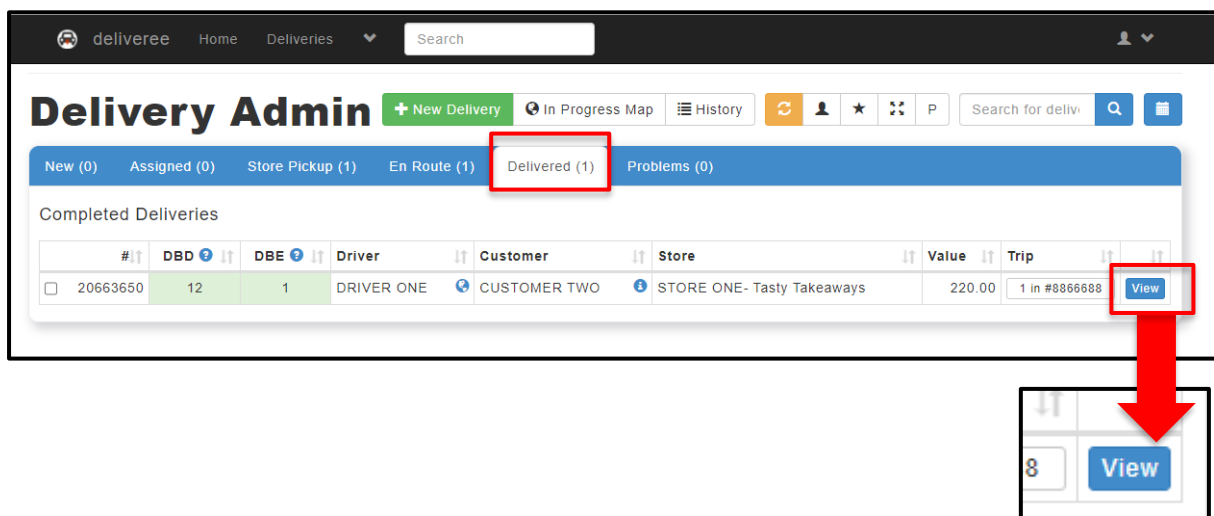 deliveree Home Deliveries Search
Delivery Admin New Delivery In Progress Map History P Search for deliv
New (0) Assigned (0) Store Pickup (1) En Route (1) Delivered (1) Problems (0)
Completed Deliveries
# DBD ? DBE ? Driver Customer Store Value Trip
20663650 12 1 DRIVER ONE CUSTOMER TWO STORE ONE- Tasty Takeaways 220.00 1 in #8866688 View
8 View